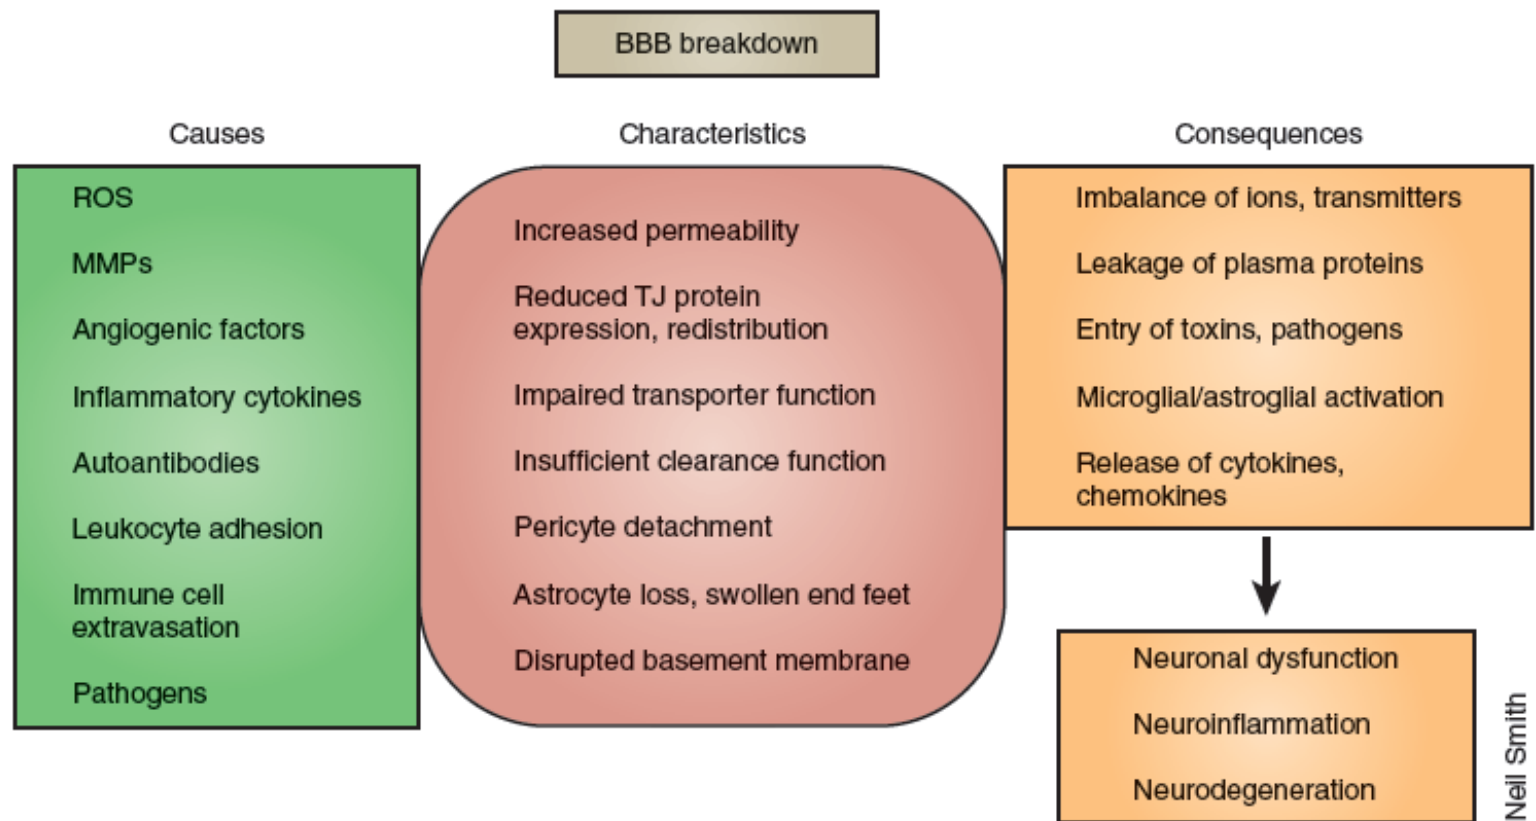 BBB breakdown
Causes
ROS
MMPs
Angiogenic factors
Inflammatory cytokines
Autoantibodies
Leukocyte adhesion
Immune cell
extravasation
Pathogens
Characteristics
Increased permeability
Reduced TJ protein
expression, redistribution
Impaired transporter function
Insufficient clearance function
Pericyte detachment
Astrocyte loss, swollen end feet
Disrupted basement membrane
Consequences
Imbalance of ions, transmitters
Leakage of plasma proteins
Entry of toxins, pathogens
Microglial/astroglial activation
Release of cytokines,
chemokines
Neuronal dysfunction
Neuroinflammation
Neurodegeneration
Neil Smith